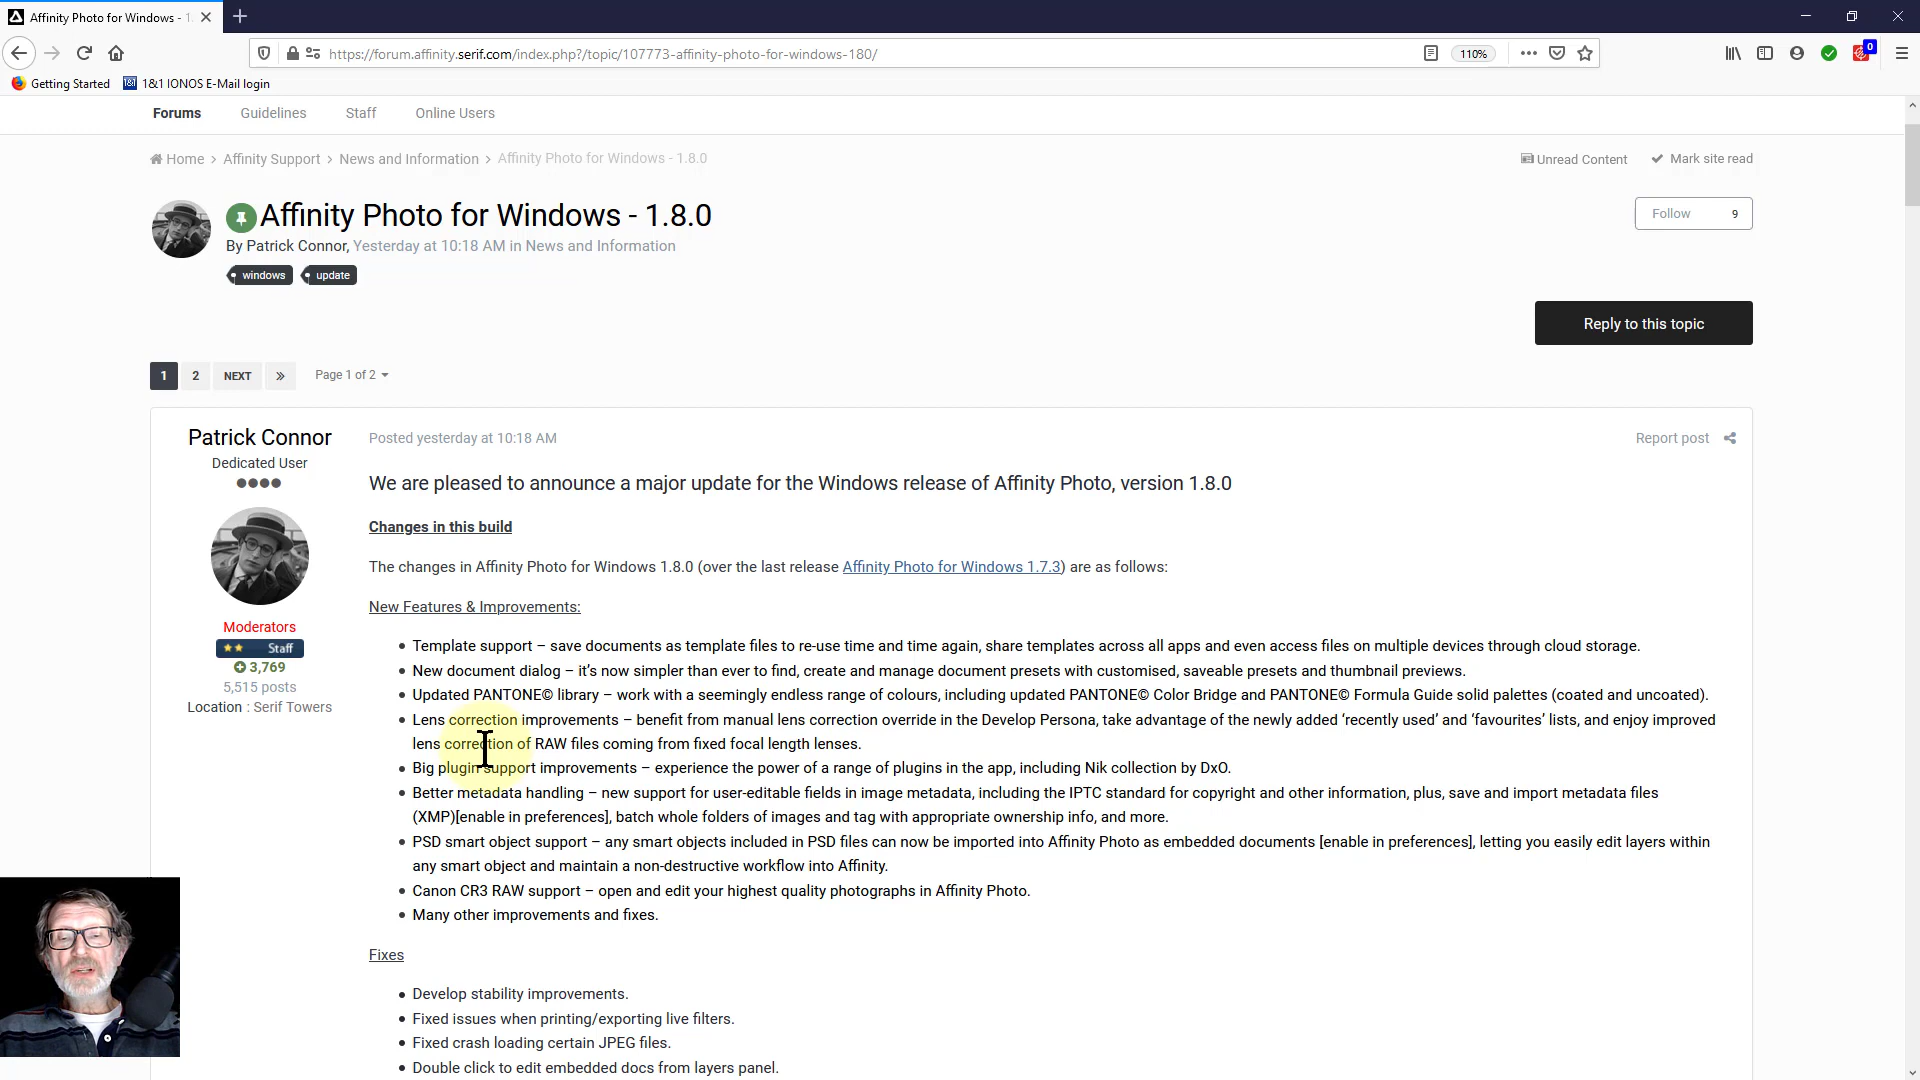 Affinity Photo for Windows - 1.
https://forum.affinity.serif.com/index.php?/topic/107773-affinity-photo-for-windows-180/
110%
0
Getting Started
1&1 IONOS E-Mail login
Forums
Guidelines
Staff
Online Users
Home > Affinity Support > News and Information > Affinity Photo for Windows - 1.8.0
Unread Content
Mark site read
Affinity Photo for Windows - 1.8.0
Follow 9
By Patrick Connor, Yesterday at 10:18 AM in News and Information
windows
update
Reply to this topic
1 2 NEXT » Page 1 of 2
Patrick Connor
Dedicated User
Moderators
Staff
3,769
5,515 posts
Location : Serif Towers
Posted yesterday at 10:18 AM
Report post
We are pleased to announce a major update for the Windows release of Affinity Photo, version 1.8.0
Changes in this build
The changes in Affinity Photo for Windows 1.8.0 (over the last release Affinity Photo for Windows 1.7.3) are as follows:
New Features & Improvements:
• Template support – save documents as template files to re-use time and time again, share templates across all apps and even access files on multiple devices through cloud storage.
• New document dialog – it’s now simpler than ever to find, create and manage document presets with customised, saveable presets and thumbnail previews.
• Updated PANTONE© library – work with a seemingly endless range of colours, including updated PANTONE© Color Bridge and PANTONE© Formula Guide solid palettes (coated and uncoated).
• Lens correction improvements – benefit from manual lens correction override in the Develop Persona, take advantage of the newly added ‘recently used’ and ‘favourites’ lists, and enjoy improved
lens correction of RAW files coming from fixed focal length lenses.
• Big plugin support improvements – experience the power of a range of plugins in the app, including Nik collection by DxO.
• Better metadata handling – new support for user-editable fields in image metadata, including the IPTC standard for copyright and other information, plus, save and import metadata files
(XMP)[enable in preferences], batch whole folders of images and tag with appropriate ownership info, and more.
• PSD smart object support – any smart objects included in PSD files can now be imported into Affinity Photo as embedded documents [enable in preferences], letting you easily edit layers within
any smart object and maintain a non-destructive workflow into Affinity.
• Canon CR3 RAW support – open and edit your highest quality photographs in Affinity Photo.
• Many other improvements and fixes.
Fixes
• Develop stability improvements.
• Fixed issues when printing/exporting live filters.
• Fixed crash loading certain JPEG files.
• Double click to edit embedded docs from layers panel.